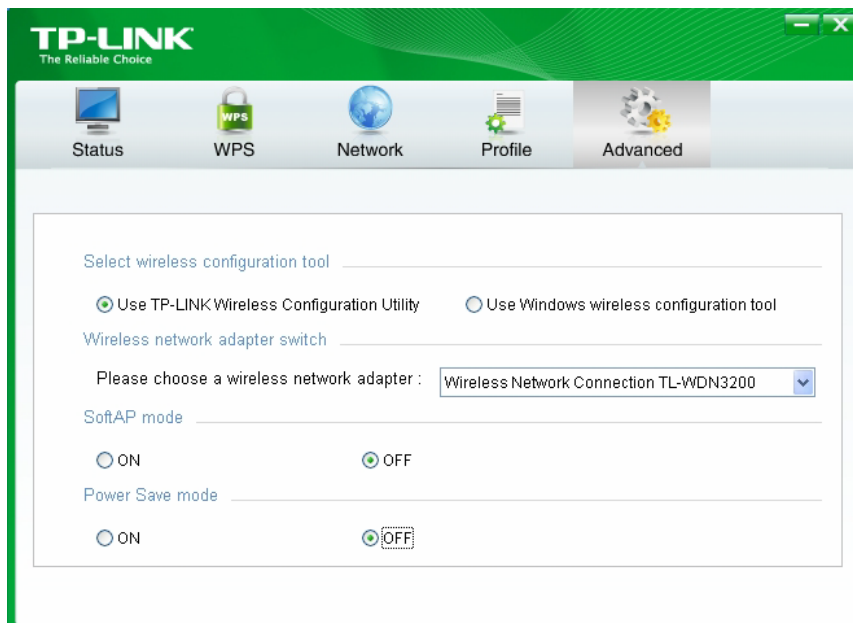 TP-LINK
The Reliable Choice
WPS
Status WPS Network Profile Advanced
Select wireless configuration tool
Use TP-LINK Wireless Configuration Utility Use Windows wireless configuration tool
Wireless network adapter switch
Please choose a wireless network adapter : Wireless Network Connection TL-WDN3200
SoftAP mode
ON OFF
Power Save mode
ON OFF